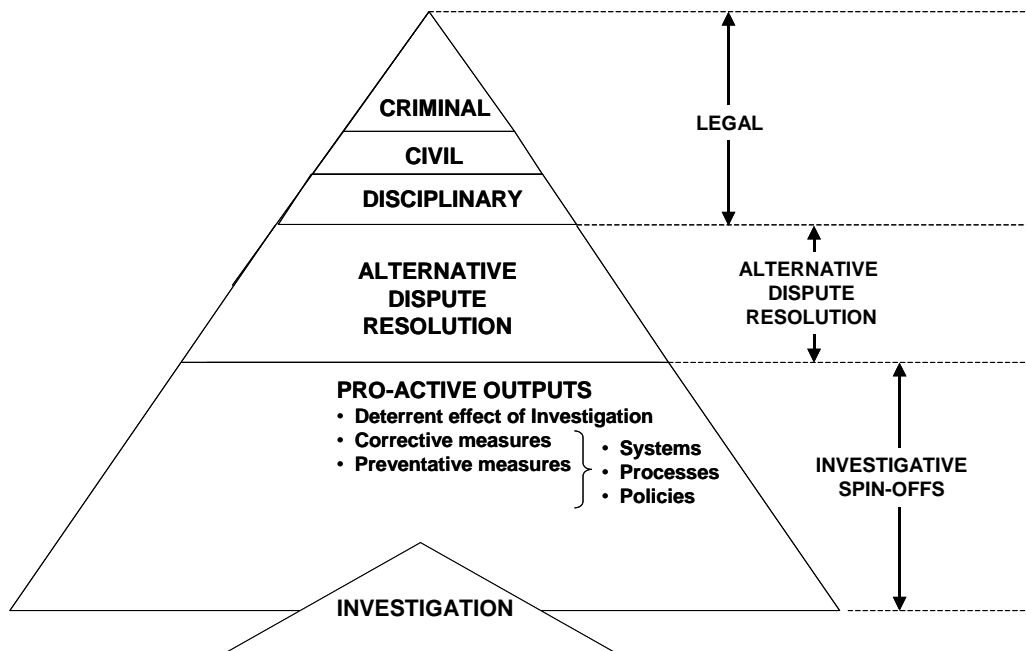 CRIMINAL
CIVIL
DISCIPLINARY
ALTERNATIVE
DISPUTE
RESOLUTION
PRO-ACTIVE OUTPUTS
• Deterrent effect of Investigation
• Corrective measures
• Preventative measures
• Systems
• Processes
• Policies
INVESTIGATION
LEGAL
ALTERNATIVE
DISPUTE
RESOLUTION
INVESTIGATIVE
SPIN-OFFS